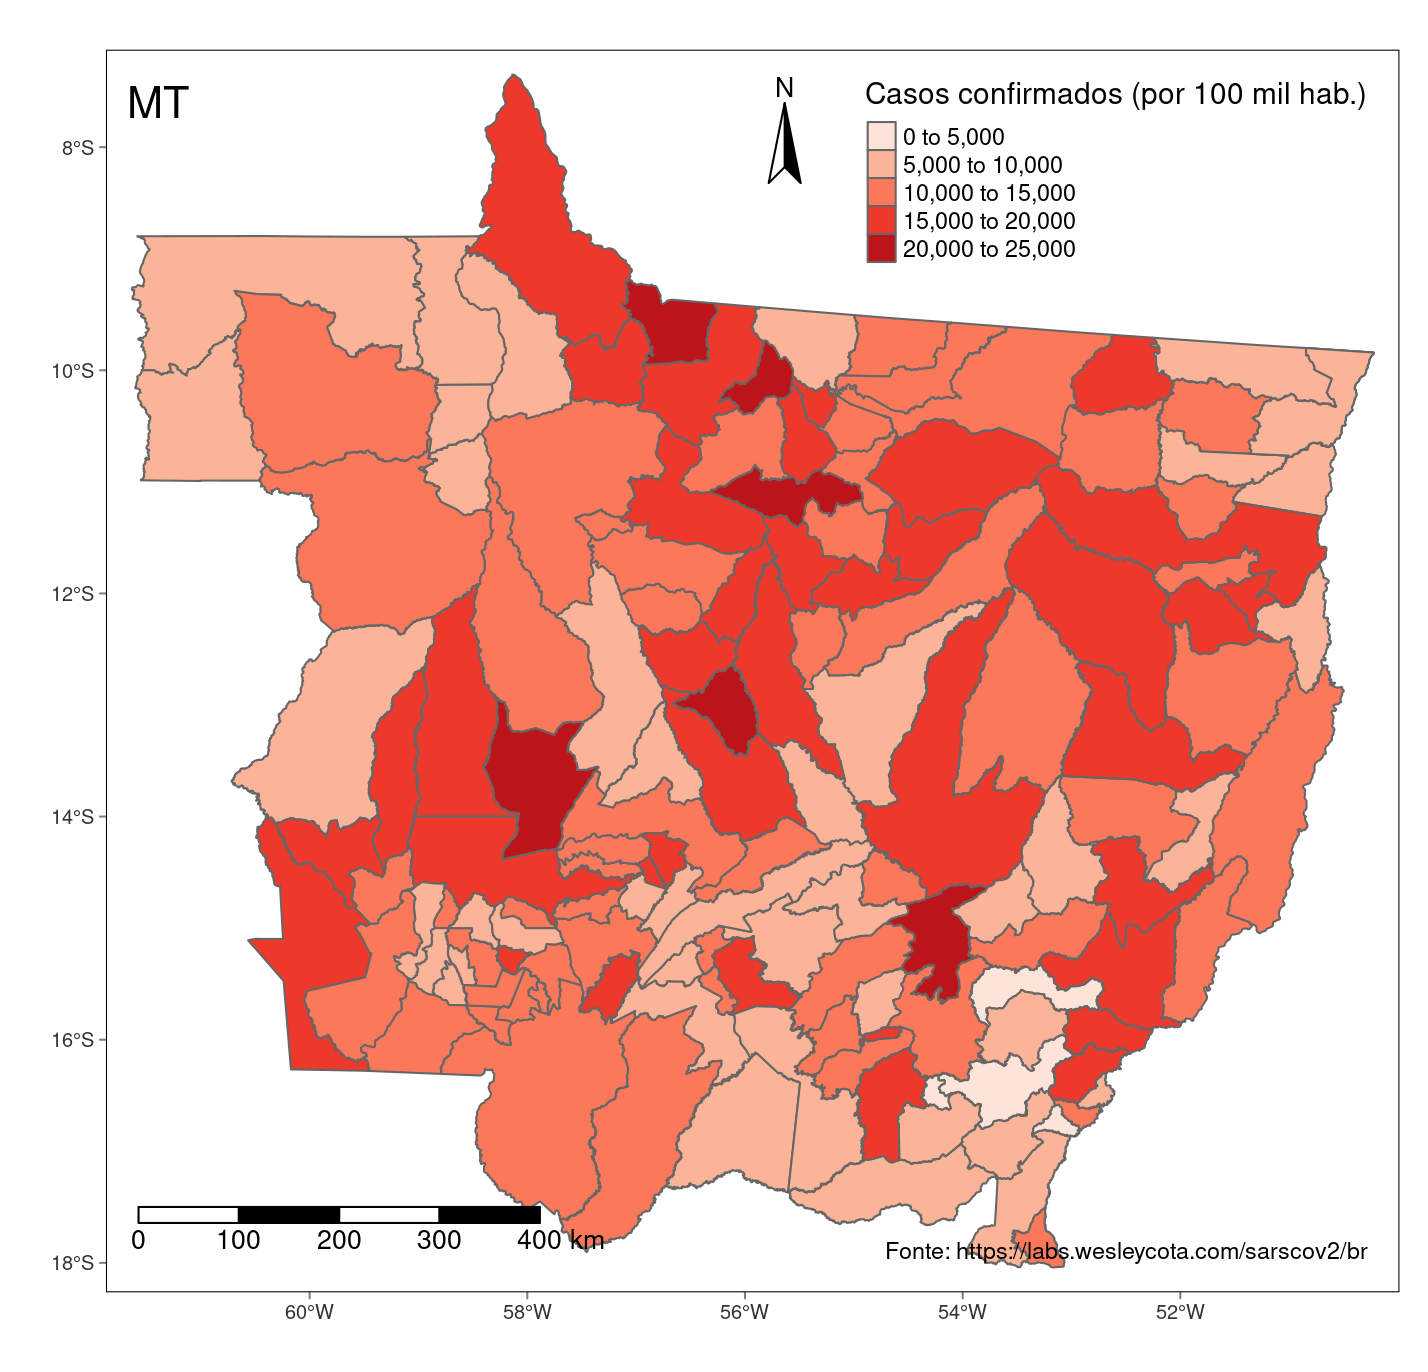 MT
N
Casos confirmados (por 100 mil hab.)
0 to 5,000
5,000 to 10,000
10,000 to 15,000
15,000 to 20,000
20,000 to 25,000
8°S
10°S
12°S
14°S
16°S
18°S
0 100 200 300 400 km
Fonte: https://labs.wesleycota.com/sarscov2/br
60°W 58°W 56°W 54°W 52°W